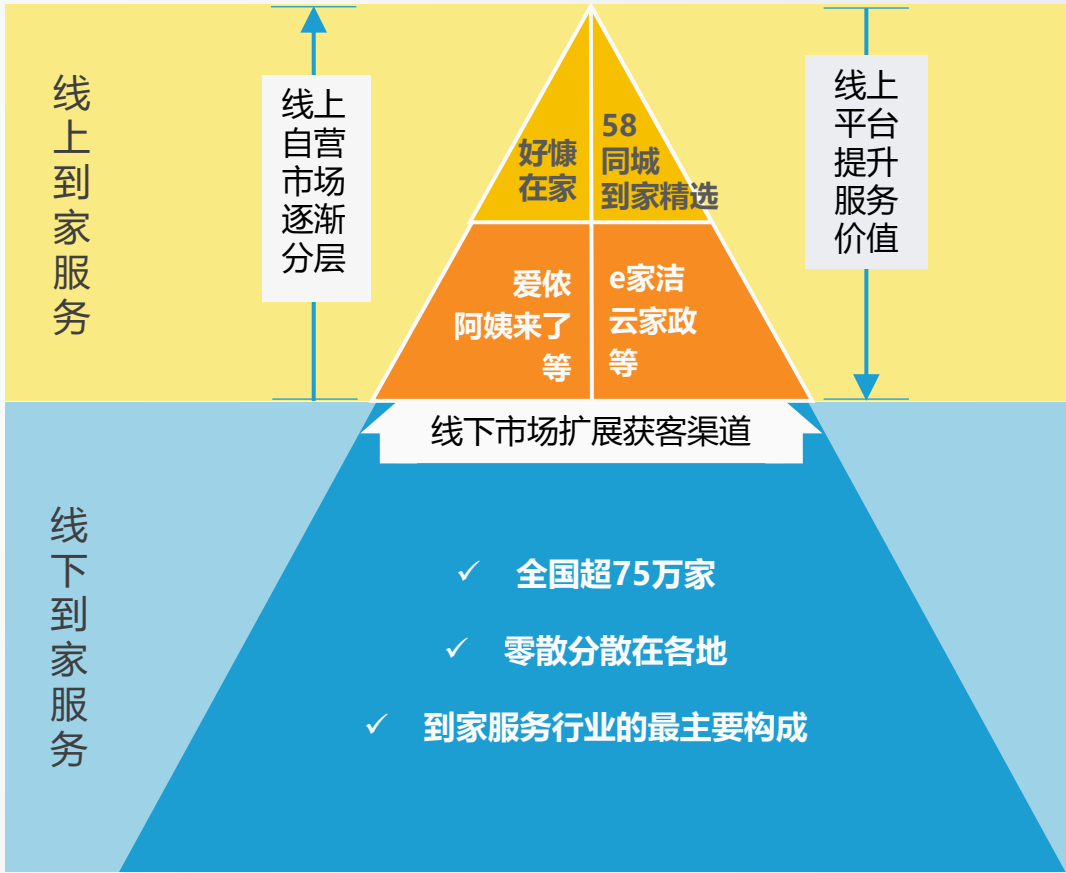 线上到家服务
线上
自营
市场
逐渐
分层
好慷
在家
58
同城
到家精选
线上
平台
提升
服务
价值
爱侬
阿姨来了
等
e家洁
云家政
等
线下市场扩展获客渠道
线下到家服务
✓ 全国超75万家
✓ 零散分散在各地
✓ 到家服务行业的最主要构成